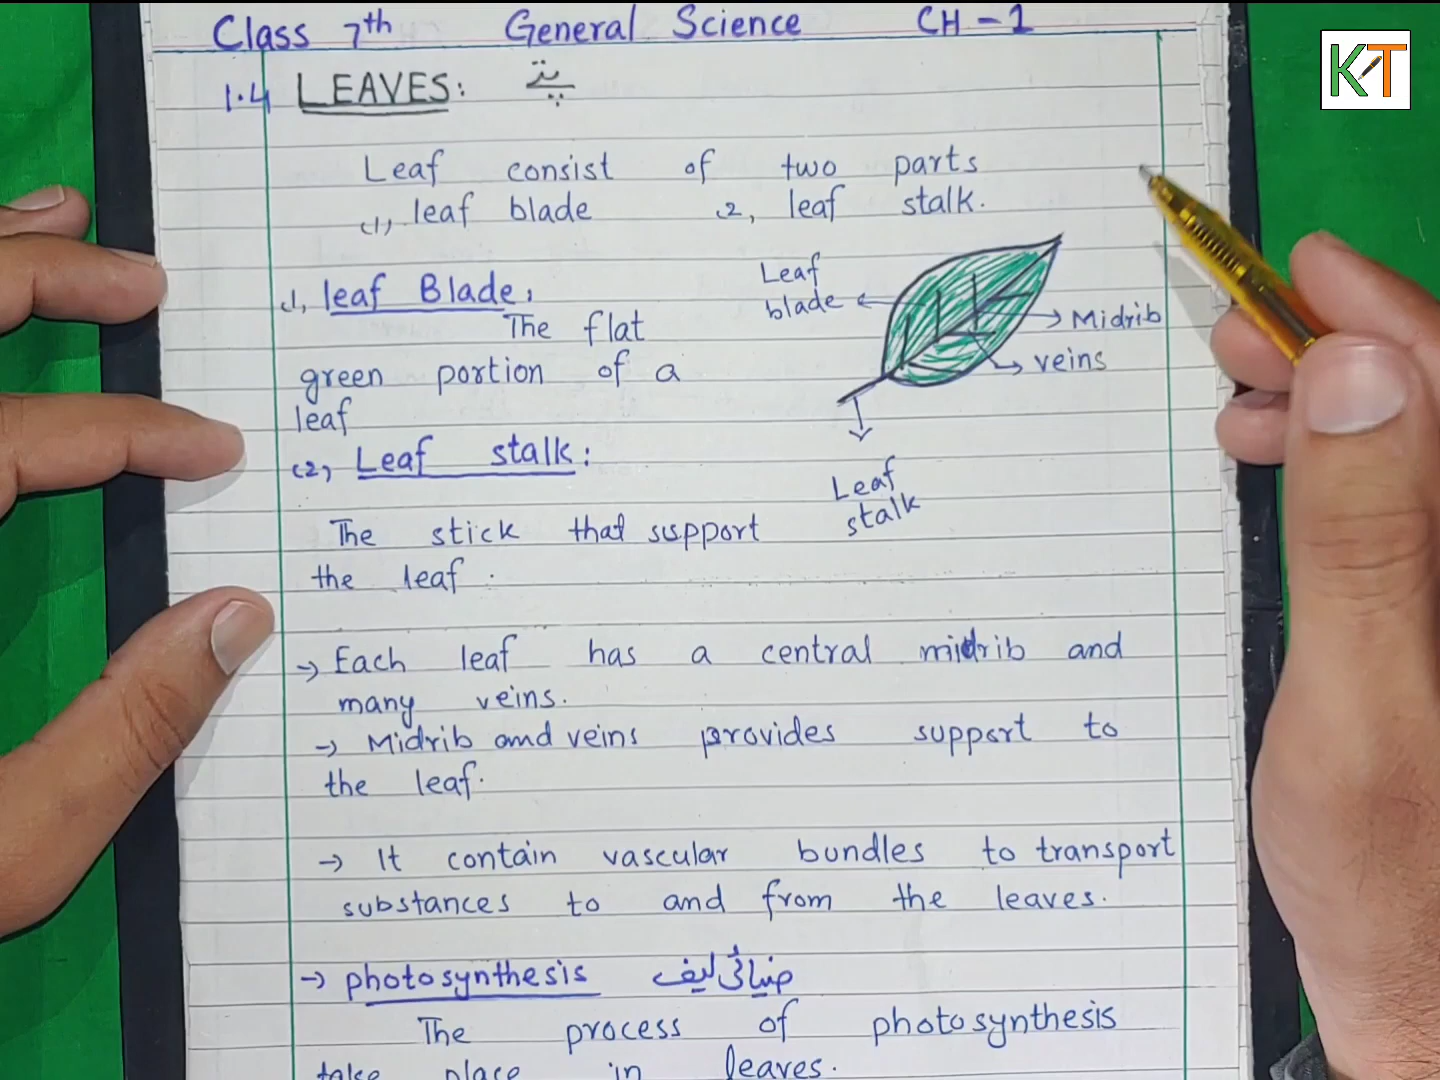 Class 7th General Science CH-1
1.4 LEAVES: پتے
Leaf consist of two parts
(1), leaf blade 2, leaf stalk.
(1, leaf Blade,
The flat
green portion of a
leaf
Leaf
blade
Midrib
veins
Leaf
stalk
(2), Leaf stalk:
The stick that support
the leaf.
→ Each leaf has a central midrib and
many veins.
→ Midrib and veins provides support to
the leaf.
→ It contain vascular bundles to transport
substances to and from the leaves.
→ photosynthesis ضیائی لیف
The process of photosynthesis
take place in leaves.
KT